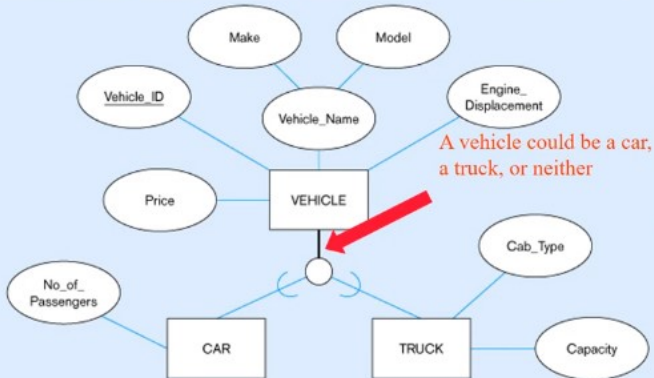 Make
Model
Vehicle_ID
Engine_
Displacement
Vehicle_Name
A vehicle could be a car,
a truck, or neither
Price
VEHICLE
Cab_Type
No_of_
Passengers
CAR
TRUCK
Capacity